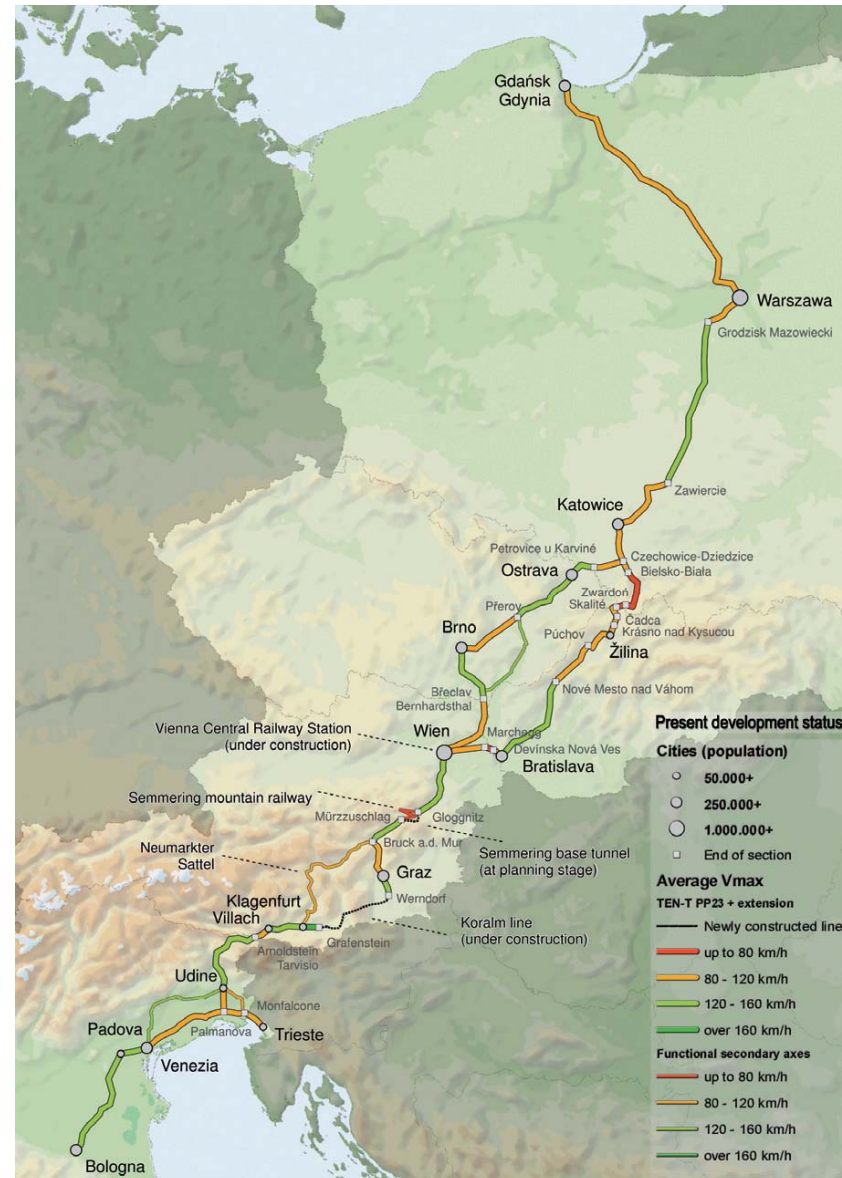 Gdańsk
Gdynia
Warszawa
Grodzisk Mazowiecki
Zawiercie
Katowice
Petrovice u Karviné
Czechowice-Dziedzice
Ostrava
Bielsko-Biała
Zwardoń
Přerov
Skalité
Čadca
Brno
Púchov
Krásno nad Kysucou
Žilina
Břeclav
Nové Mesto nad Váhom
Bernhardsthal
Vienna Central Railway Station
(under construction)
Wien
Marchegg
Devínska Nová Ves
Bratislava
Semmering mountain railway
Mürzzuschlag
Gloggnitz
Neumarkter
Sattel
Bruck a.d. Mur
Semmering base tunnel
(at planning stage)
Graz
Klagenfurt
Werndorf
Villach
Koralm line
(under construction)
Grafenstein
Arnoldstein
Tarvisio
Udine
Monfalcone
Padova
Palmanova
Trieste
Venezia
Bologna
Present development status
Cities (population)
50.000+
250.000+
1.000.000+
End of section
Average Vmax
TEN-T PP23 + extension
Newly constructed line
up to 80 km/h
80 - 120 km/h
120 - 160 km/h
over 160 km/h
Functional secondary axes
up to 80 km/h
80 - 120 km/h
120 - 160 km/h
over 160 km/h